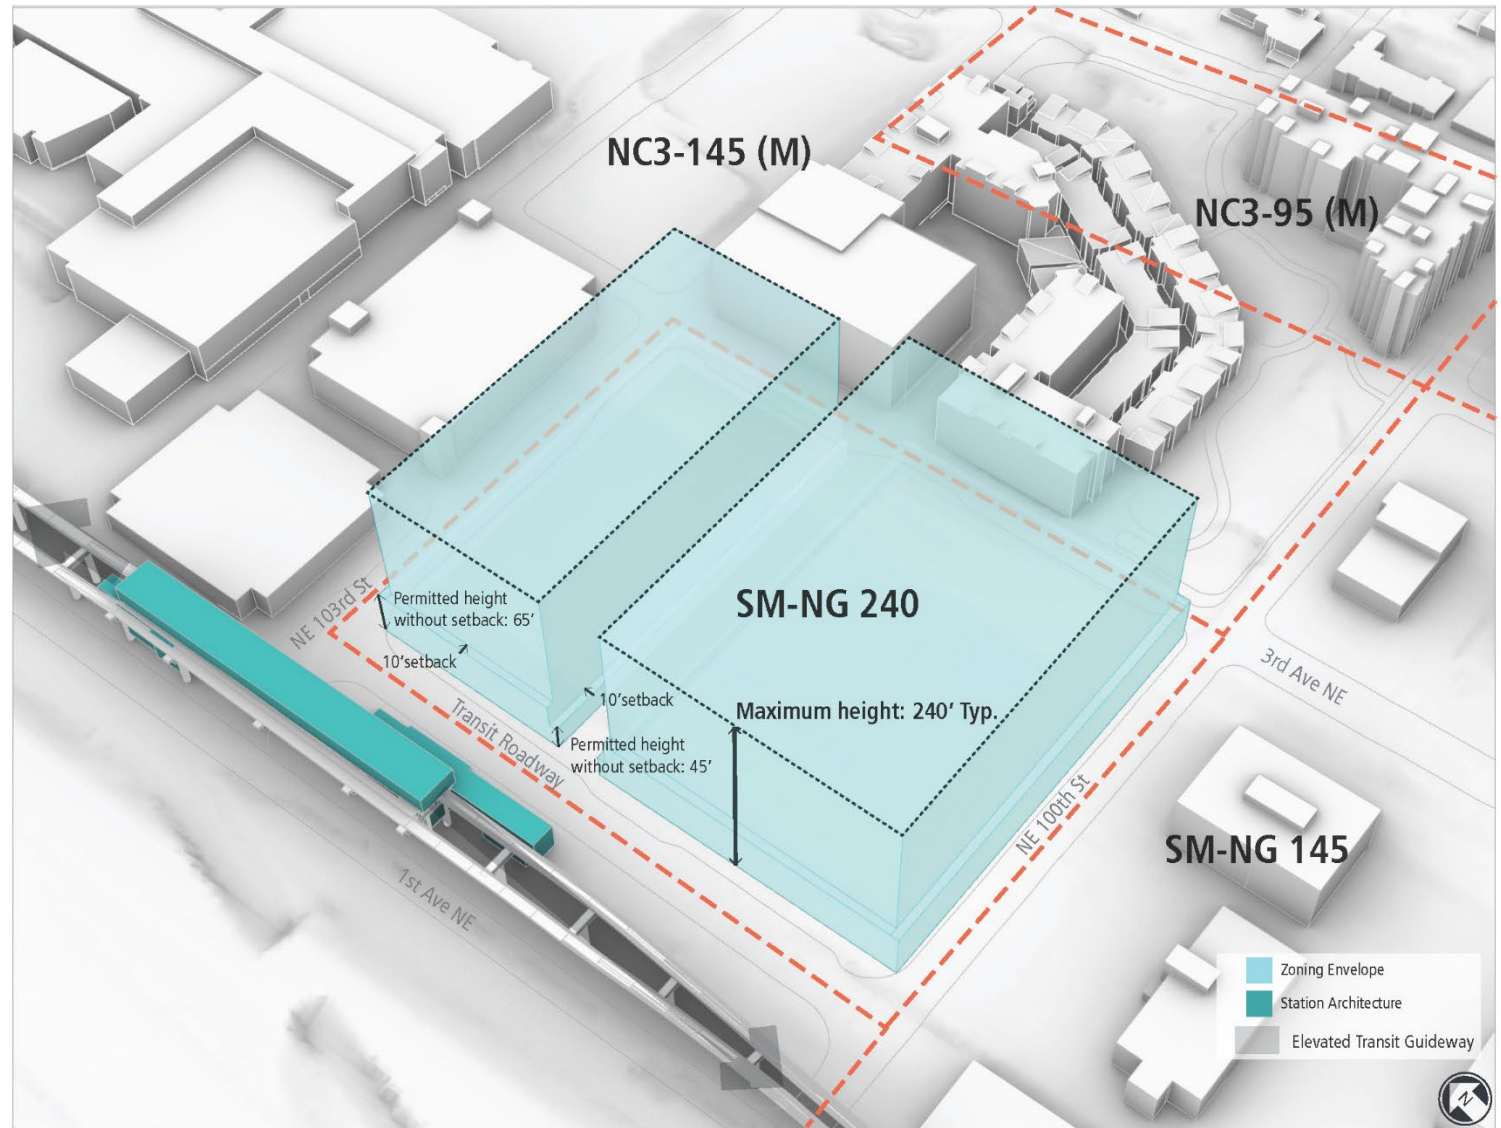 NC3-145 (M)
NC3-95 (M)
NE 103rd St
Permitted height
without setback: 65'
10'setback
SM-NG 240
10'setback
Maximum height: 240' Typ.
Permitted height
without setback: 45'
Transit Roadway
3rd Ave NE
NE 100th St
SM-NG 145
1st Ave NE
Zoning Envelope
Station Architecture
Elevated Transit Guideway
N